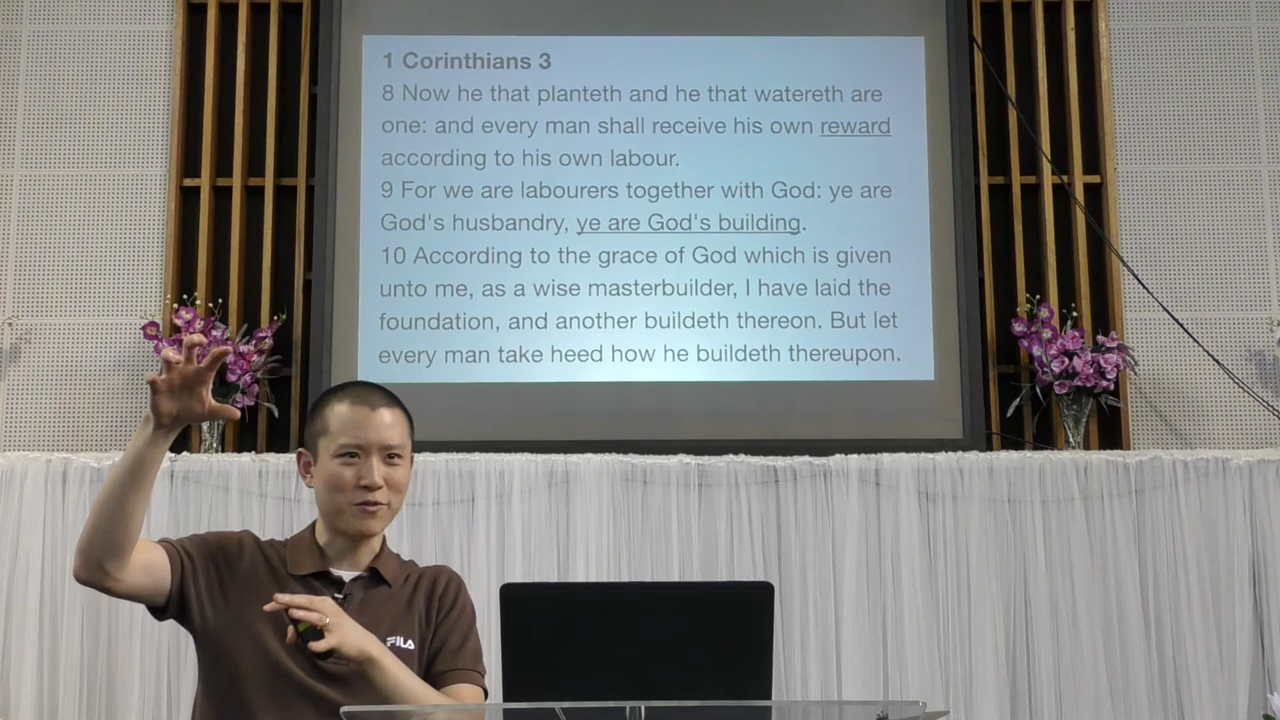 1 Corinthians 3
8 Now he that planteth and he that watereth are
one: and every man shall receive his own reward
according to his own labour.
9 For we are labourers together with God: ye are
God's husbandry, ye are God's building.
10 According to the grace of God which is given
unto me, as a wise masterbuilder, I have laid the
foundation, and another buildeth thereon. But let
every man take heed how he buildeth thereupon.
FILA